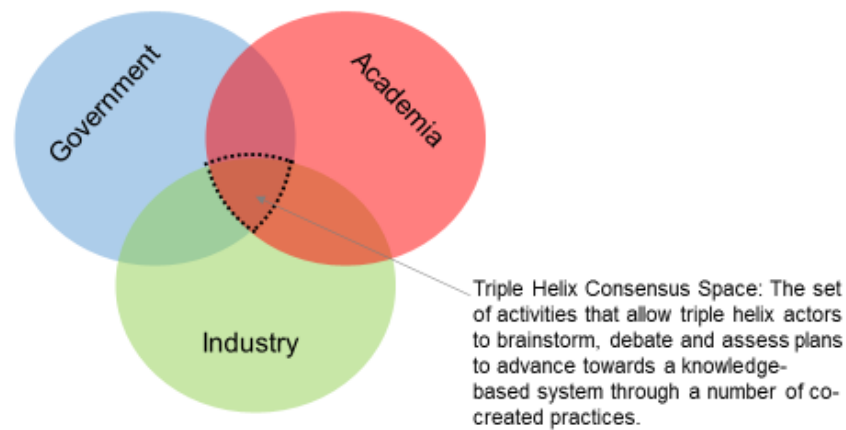 Government
Academia
Industry
Triple Helix Consensus Space: The set
of activities that allow triple helix actors
to brainstorm, debate and assess plans
to advance towards a knowledge-
based system through a number of co-
created practices.